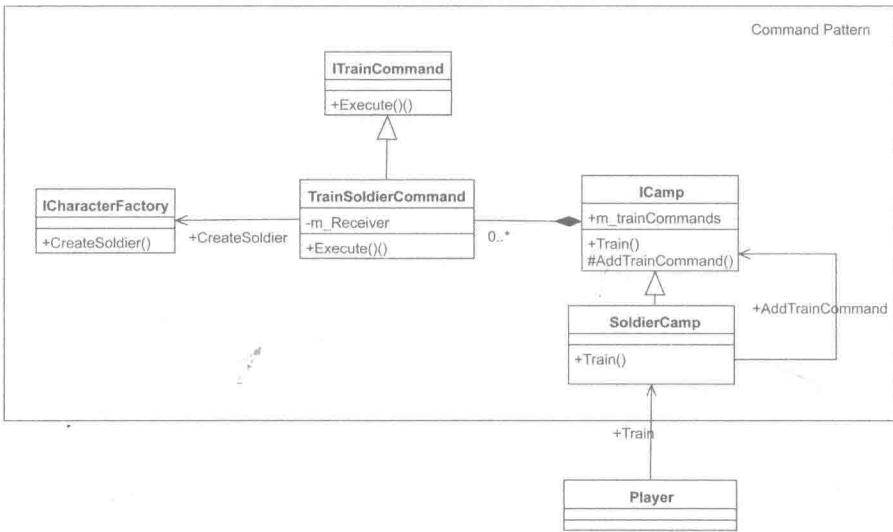 Command Pattern
ITrainCommand
+Execute()()
ICharacterFactory
+CreateSoldier()
+CreateSoldier
TrainSoldierCommand
-m_Receiver
+Execute()()
0..*
ICamp
+m_trainCommands
+Train()
#AddTrainCommand()
+AddTrainCommand
SoldierCamp
+Train()
+Train
Player